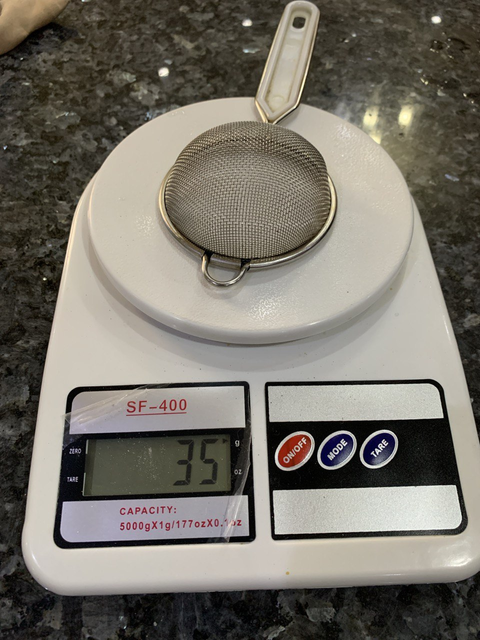 SF-400
ZERO
TARE
35
g
oz
CAPACITY:
5000gX1g/177ozX0.1oz
ON/OFF
MODE
TARE